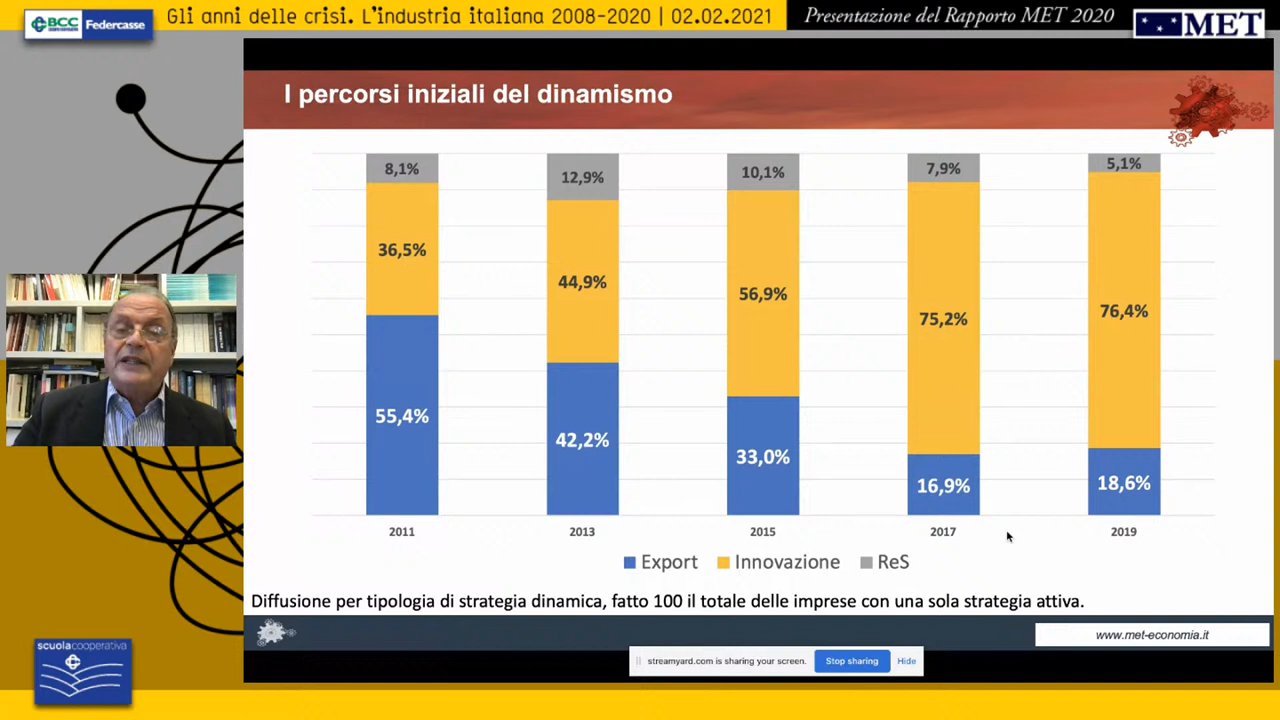 BCC
CREDITO COOPERATIVO
Federcasse
Gli anni delle crisi. L'industria italiana 2008-2020 | 02.02.2021
Presentazione del Rapporto MET 2020
MET
I percorsi iniziali del dinamismo
8,1%
12,9%
10,1%
7,9%
5,1%
36,5%
44,9%
56,9%
75,2%
76,4%
55,4%
42,2%
33,0%
16,9%
18,6%
2011
2013
2015
2017
2019
Export
Innovazione
ReS
Diffusione per tipologia di strategia dinamica, fatto 100 il totale delle imprese con una sola strategia attiva.
www.met-economia.it
streamyard.com is sharing your screen.
Stop sharing
Hide
scuolacooperativa